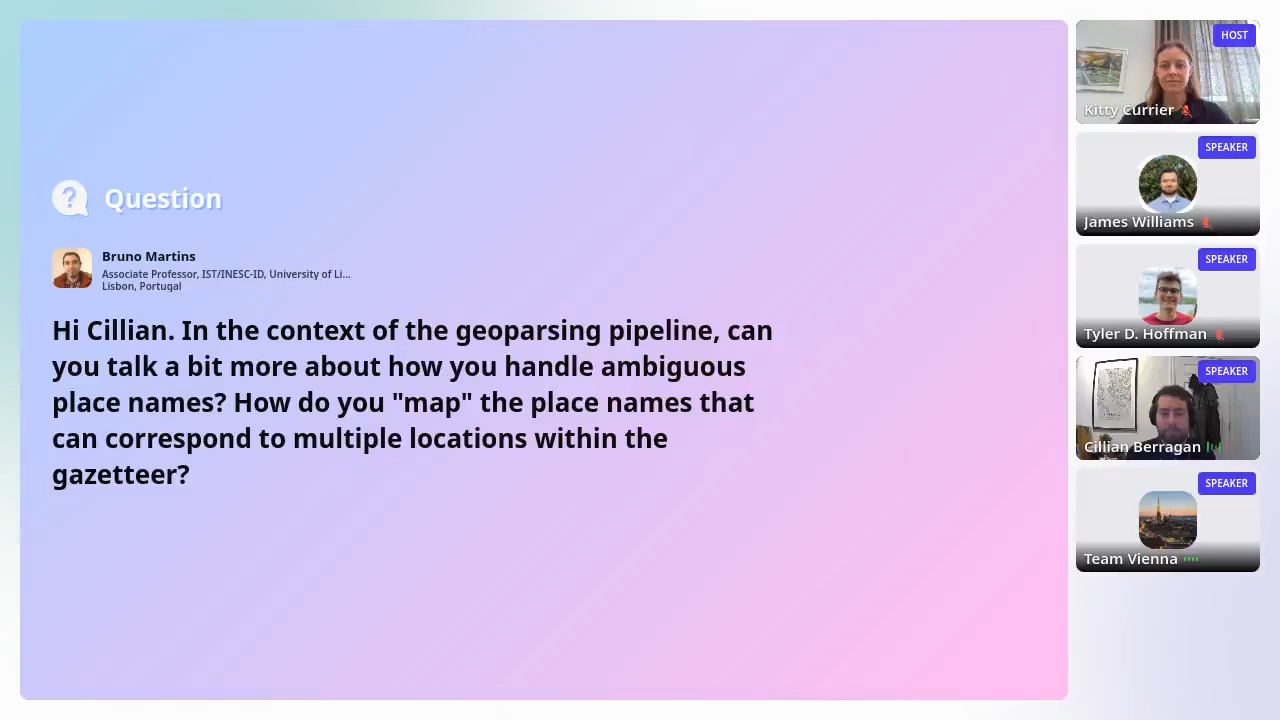 Question
Bruno Martins
Associate Professor, IST/INESC-ID, University of Li...
Lisbon, Portugal
Hi Cillian. In the context of the geoparsing pipeline, can
you talk a bit more about how you handle ambiguous
place names? How do you "map" the place names that
can correspond to multiple locations within the
gazetteer?
HOST
Kitty Currier
SPEAKER
James Williams
SPEAKER
Tyler D. Hoffman
SPEAKER
Cillian Berragan
SPEAKER
Team Vienna